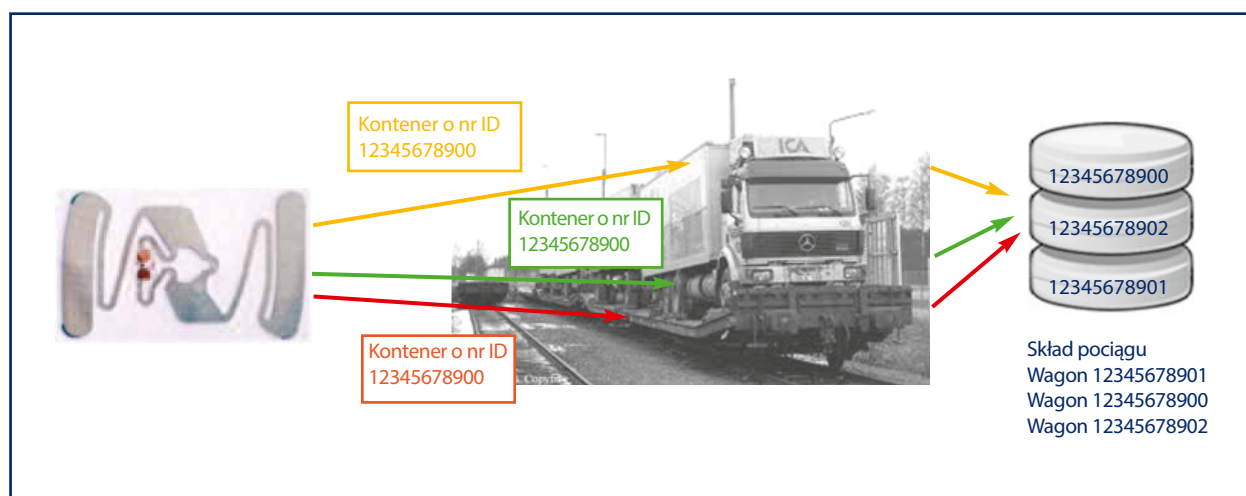 Kontener o nr ID
12345678900
Kontener o nr ID
12345678900
Kontener o nr ID
12345678900
ICA
Copyr
12345678900
12345678902
12345678901
Skład pociągu
Wagon 12345678901
Wagon 12345678900
Wagon 12345678902